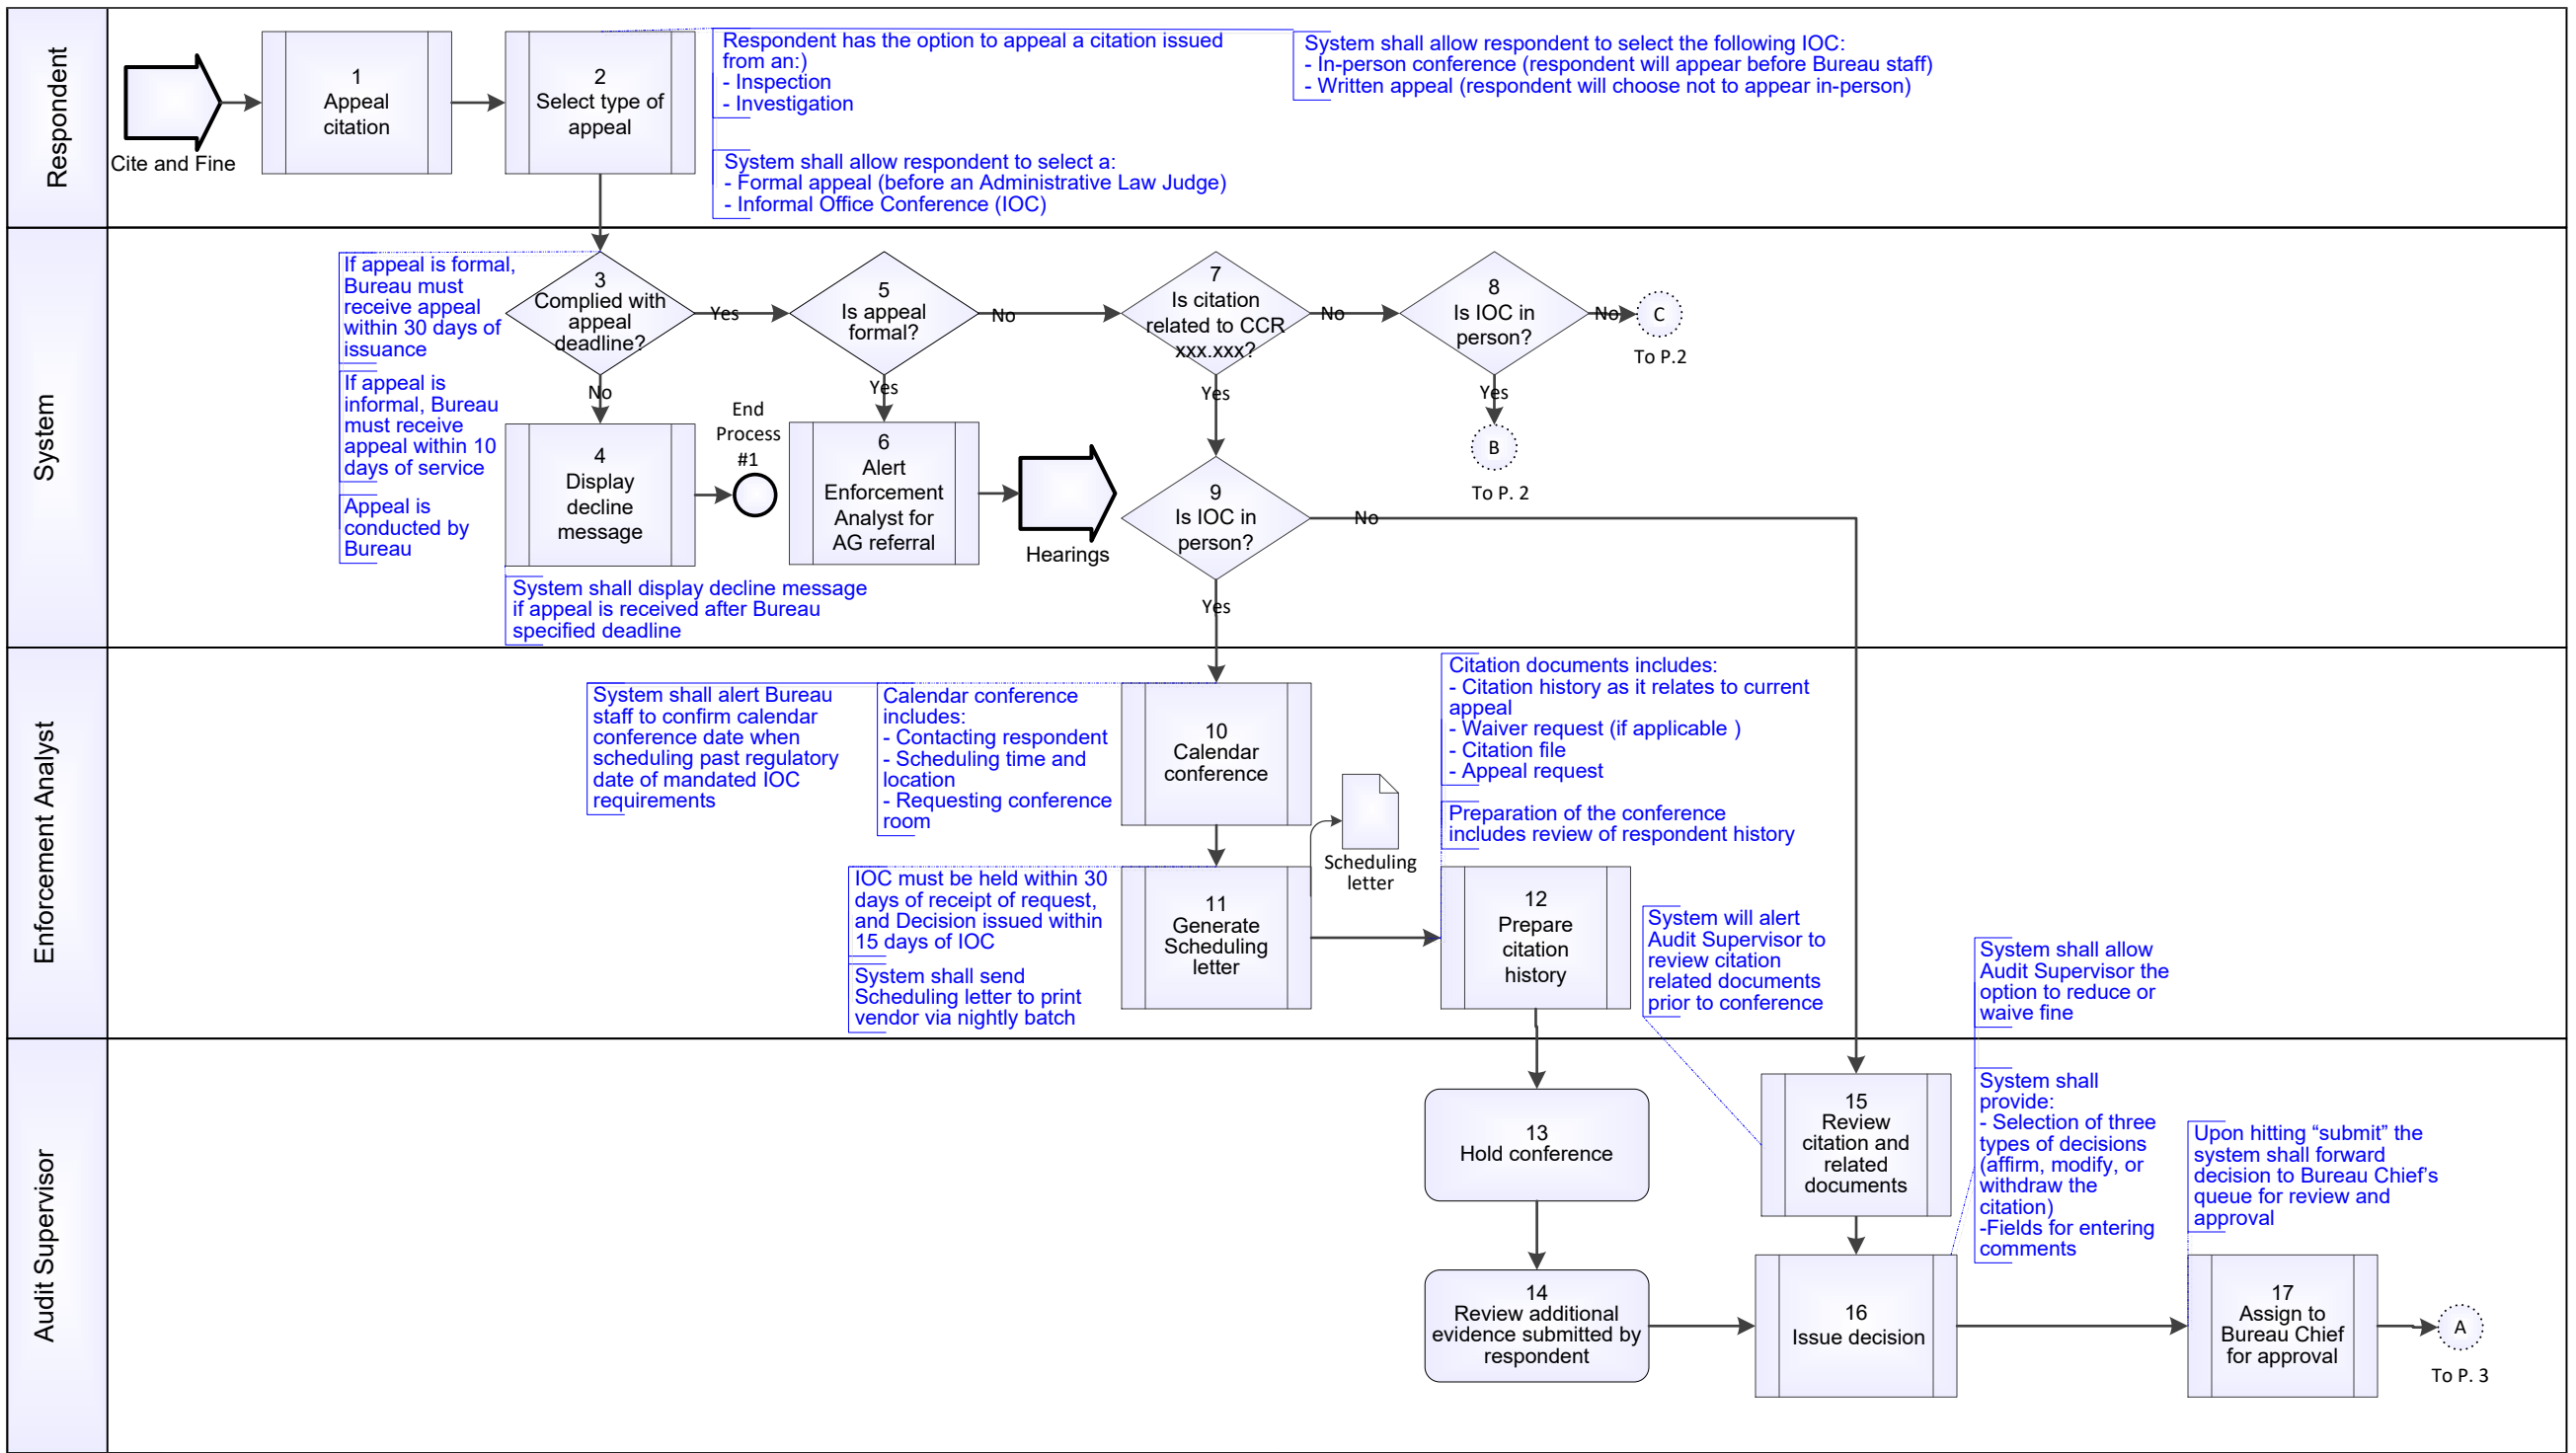 Respondent
Cite and Fine
1
Appeal
citation
2
Select type of
appeal
Respondent has the option to appeal a citation issued
from an:)
- Inspection
- Investigation
System shall allow respondent to select a:
- Formal appeal (before an Administrative Law Judge)
- Informal Office Conference (IOC)
System shall allow respondent to select the following IOC:
- In-person conference (respondent will appear before Bureau staff)
- Written appeal (respondent will choose not to appear in-person)
System
If appeal is formal,
Bureau must
receive appeal
within 30 days of
issuance
If appeal is
informal, Bureau
must receive
appeal within 10
days of service
Appeal is
conducted by
Bureau
3
Complied with
appeal
deadline?
Yes
No
4
Display
decline
message
End
Process
#1
System shall display decline message
if appeal is received after Bureau
specified deadline
5
Is appeal
formal?
No
Yes
6
Alert
Enforcement
Analyst for
AG referral
Hearings
7
Is citation
related to CCR
xxx.xxx?
No
Yes
8
Is IOC in
person?
No
C
To P.2
Yes
B
To P. 2
9
Is IOC in
person?
No
Yes
Enforcement Analyst
System shall alert Bureau
staff to confirm calendar
conference date when
scheduling past regulatory
date of mandated IOC
requirements
Calendar conference
includes:
- Contacting respondent
- Scheduling time and
location
- Requesting conference
room
10
Calendar
conference
IOC must be held within 30
days of receipt of request,
and Decision issued within
15 days of IOC
System shall send
Scheduling letter to print
vendor via nightly batch
11
Generate
Scheduling
letter
Scheduling
letter
Citation documents includes:
- Citation history as it relates to current
appeal
- Waiver request (if applicable )
- Citation file
- Appeal request
Preparation of the conference
includes review of respondent history
12
Prepare
citation
history
System will alert
Audit Supervisor to
review citation
related documents
prior to conference
System shall allow
Audit Supervisor the
option to reduce or
waive fine
Audit Supervisor
13
Hold conference
14
Review additional
evidence submitted by
respondent
15
Review
citation and
related
documents
System shall
provide:
- Selection of three
types of decisions
(affirm, modify, or
withdraw the
citation)
-Fields for entering
comments
16
Issue decision
Upon hitting “submit” the
system shall forward
decision to Bureau Chief’s
queue for review and
approval
17
Assign to
Bureau Chief
for approval
A
To P. 3